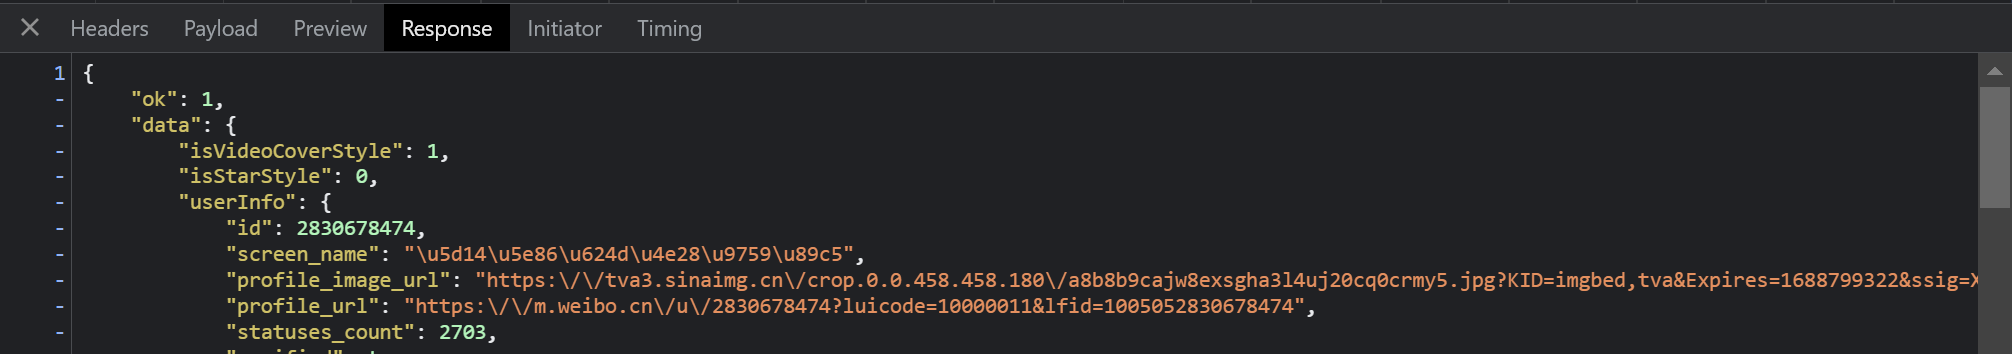 Headers Payload Preview Response Initiator Timing
1 {
- "ok": 1,
- "data": {
- "isVideoCoverStyle": 1,
- "isStarStyle": 0,
- "userInfo": {
- "id": 2830678474,
- "screen_name": "\u5d14\u5e86\u624d\u4e28\u9759\u89c5",
- "profile_image_url": "https:\/\/tva3.sinaimg.cn\/crop.0.0.458.458.180\/a8b8b9cajw8exsgha3l4uj20cq0crmy5.jpg?KID=imgbed,tva&Expires=1688799322&ssig=X
- "profile_url": "https:\/\/m.weibo.cn\/u\/2830678474?luicode=10000011&lfid=1005052830678474",
- "statuses_count": 2703,